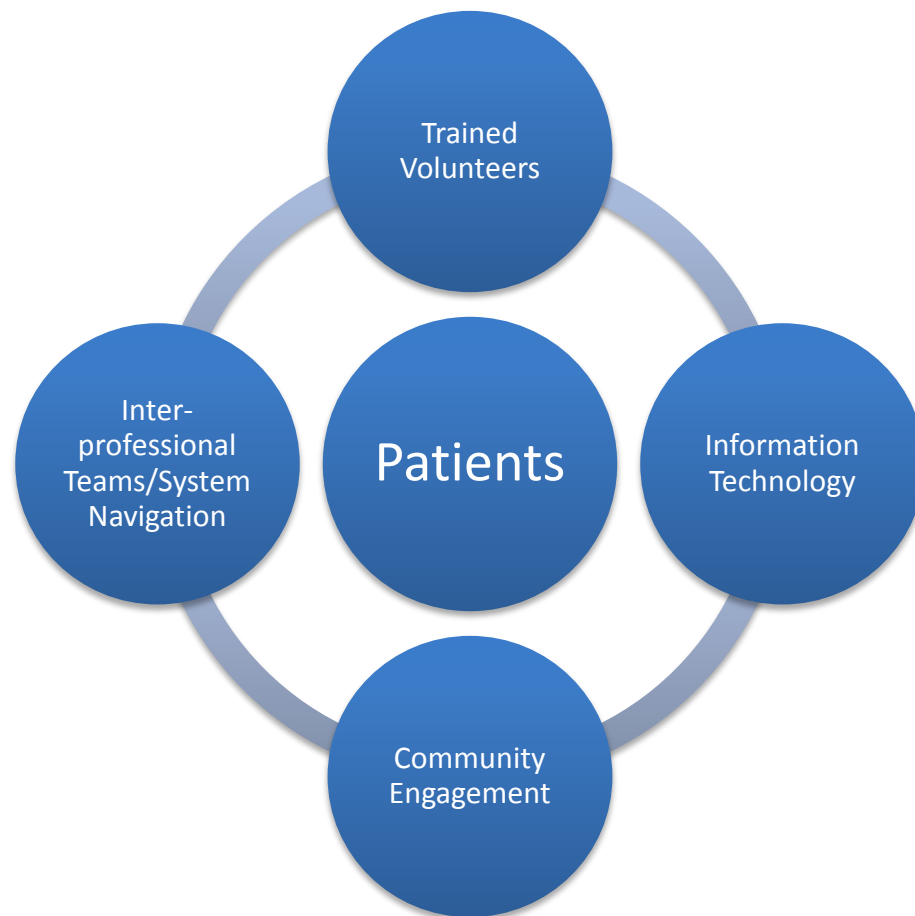 Trained
Volunteers
Inter-
professional
Teams/System
Navigation
Patients
Information
Technology
Community
Engagement